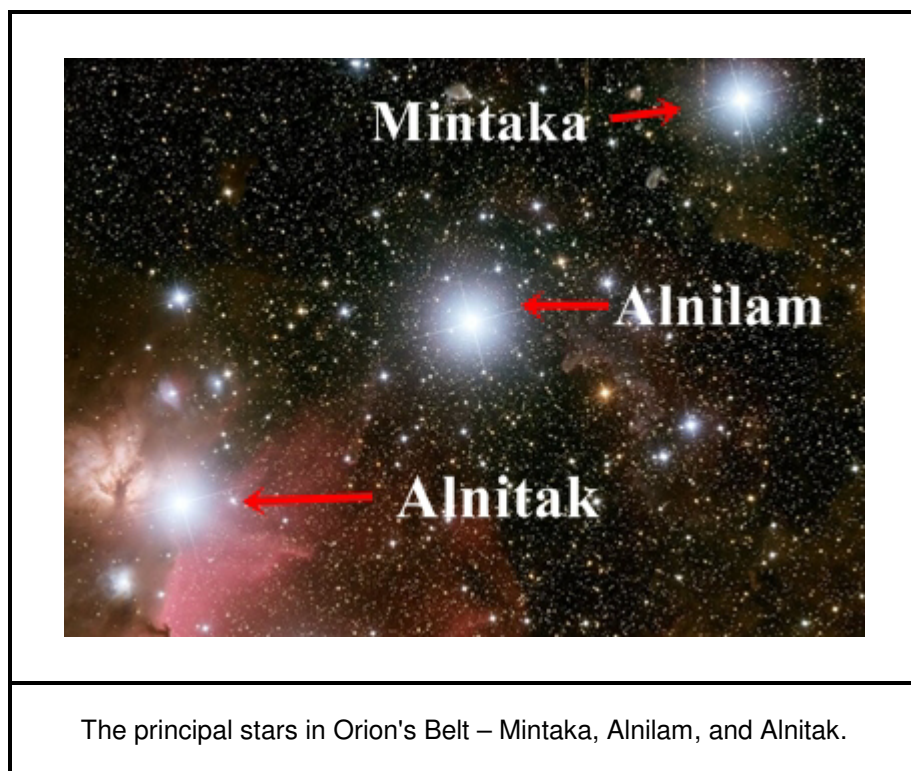 Mintaka
Alnilam
Alnitak
The principal stars in Orion's Belt – Mintaka, Alnilam, and Alnitak.